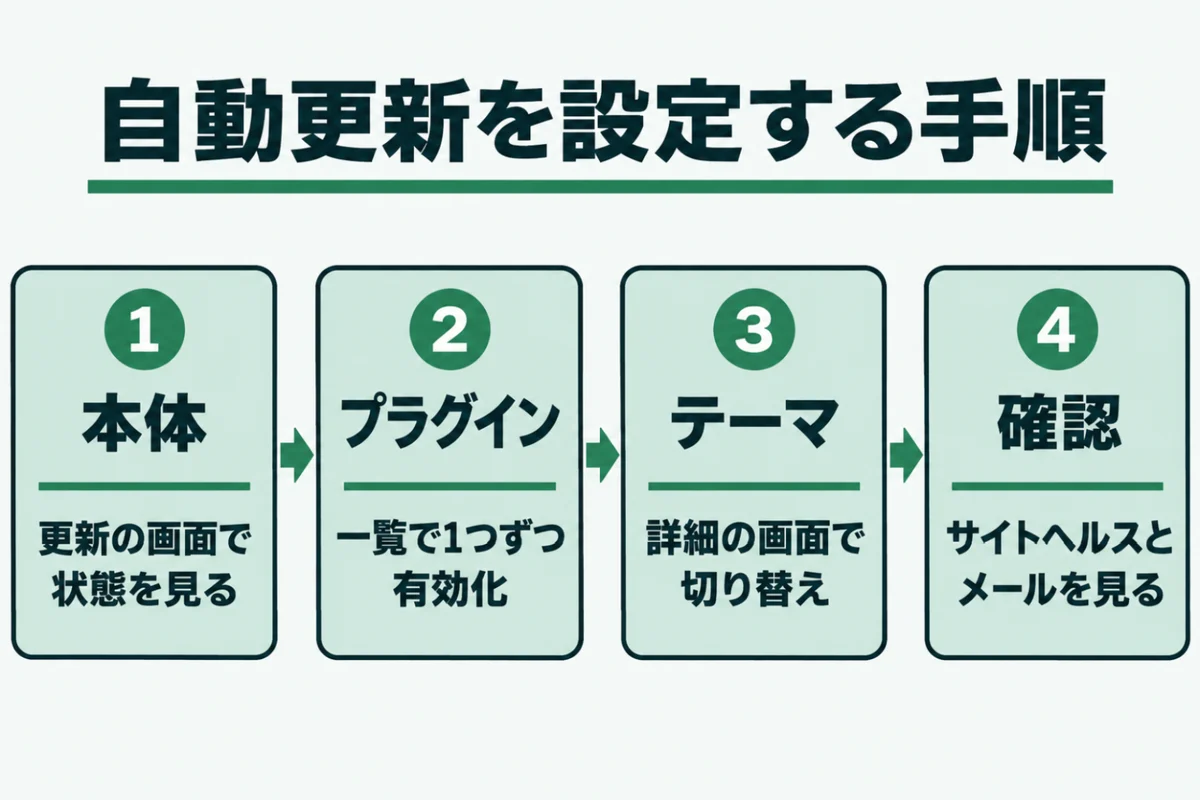 自動更新を設定する手順
1
本体
更新の画面で
状態を見る
2
プラグイン
一覧で1つずつ
有効化
3
テーマ
詳細の画面で
切り替え
4
確認
サイトヘルスと
メールを見る